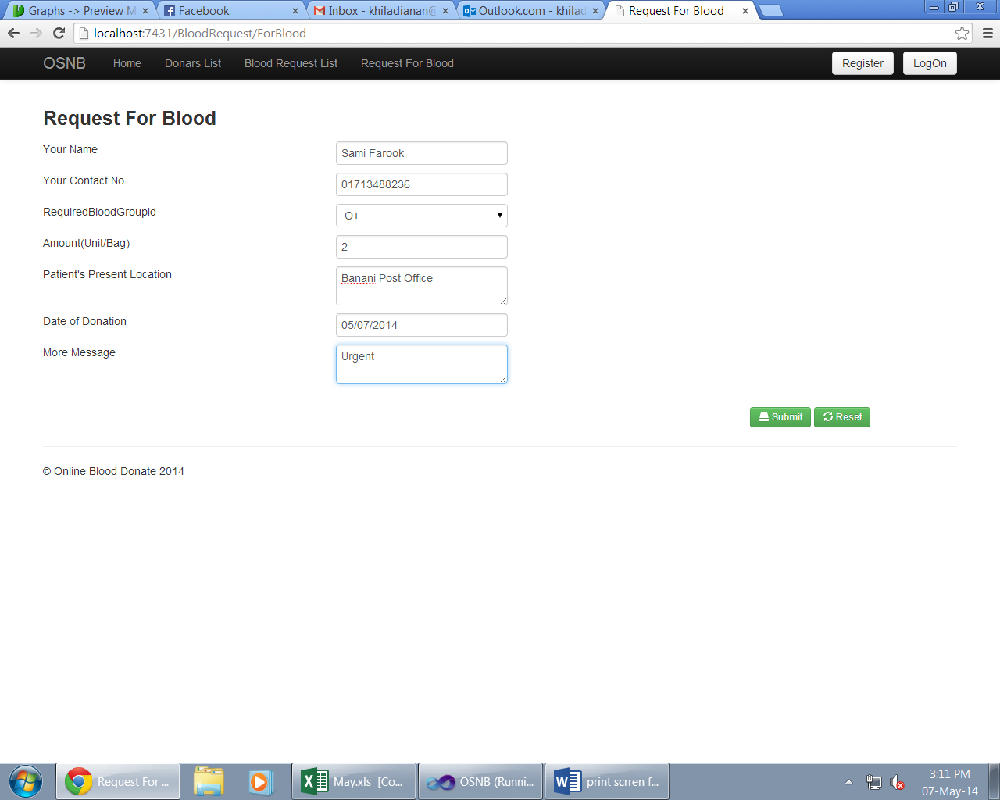 Graphs -> Preview M
Facebook
Inbox - khiladianan@
Outlook.com - khilad
Request For Blood
localhost:7431/BloodRequest/ForBlood
OSNB Home Donars List Blood Request List Request For Blood Register LogOn
Request For Blood
Your Name Sami Farook
Your Contact No 01713488236
RequiredBloodGroupId O+
Amount(Unit/Bag) 2
Patient's Present Location Banani Post Office
Date of Donation 05/07/2014
More Message Urgent
Submit Reset
© Online Blood Donate 2014
Request For ...
May.xls [Co...
OSNB (Runni...
print scrren f...
3:11 PM
07-May-14